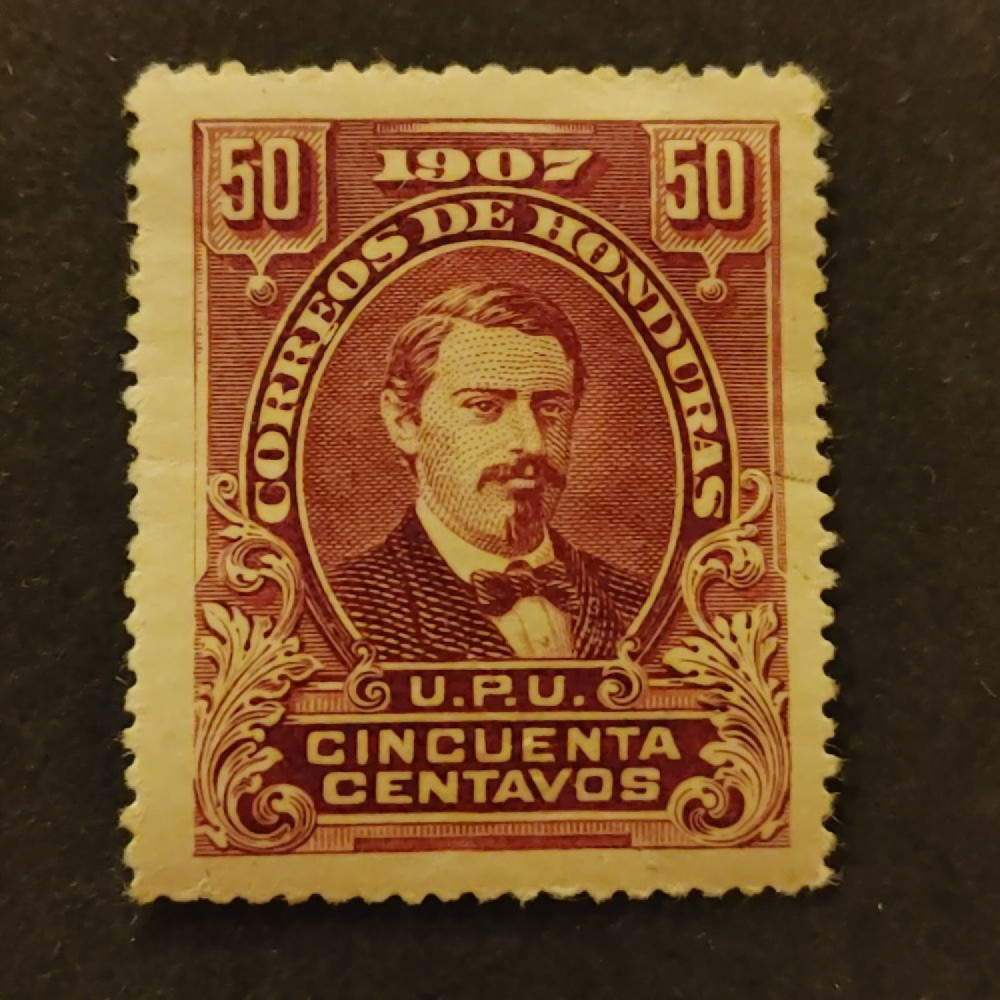 50 1907 50
CORREOS DE HONDURAS
U.P.U.
CINCUENTA
CENTAVOS